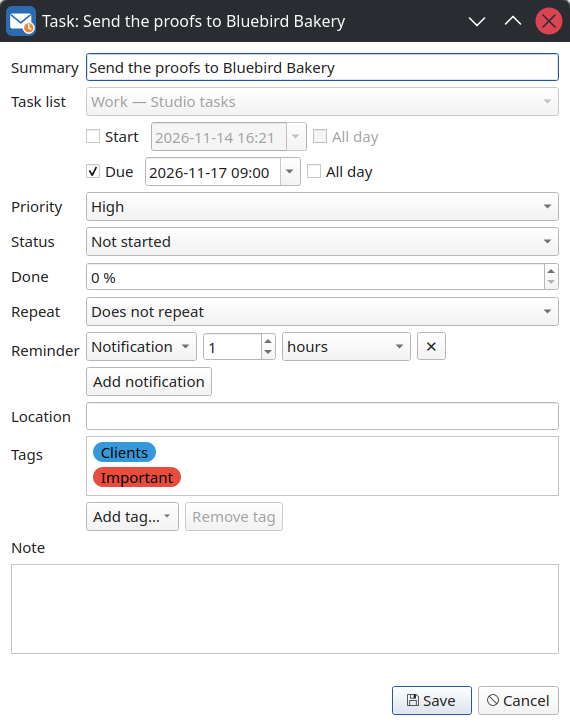 Task: Send the proofs to Bluebird Bakery
Summary Send the proofs to Bluebird Bakery
Task list Work — Studio tasks
Start 2026-11-14 16:21 All day
Due 2026-11-17 09:00 All day
Priority High
Status Not started
Done 0 %
Repeat Does not repeat
Reminder Notification 1 hours
Add notification
Location
Tags Clients
Important
Add tag... Remove tag
Note
Save Cancel